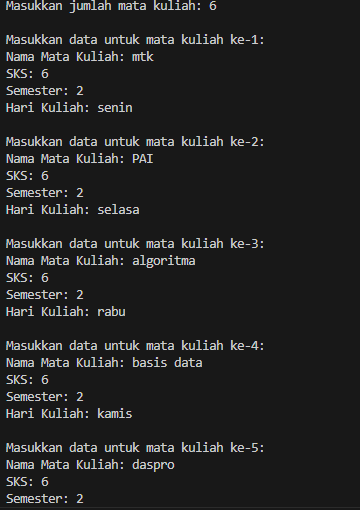 Masukkan jumlah mata kuliah: 6
Masukkan data untuk mata kuliah ke-1:
Nama Mata Kuliah: mtk
SKS: 6
Semester: 2
Hari Kuliah: senin
Masukkan data untuk mata kuliah ke-2:
Nama Mata Kuliah: PAI
SKS: 6
Semester: 2
Hari Kuliah: selasa
Masukkan data untuk mata kuliah ke-3:
Nama Mata Kuliah: algoritma
SKS: 6
Semester: 2
Hari Kuliah: rabu
Masukkan data untuk mata kuliah ke-4:
Nama Mata Kuliah: basis data
SKS: 6
Semester: 2
Hari Kuliah: kamis
Masukkan data untuk mata kuliah ke-5:
Nama Mata Kuliah: daspro
SKS: 6
Semester: 2